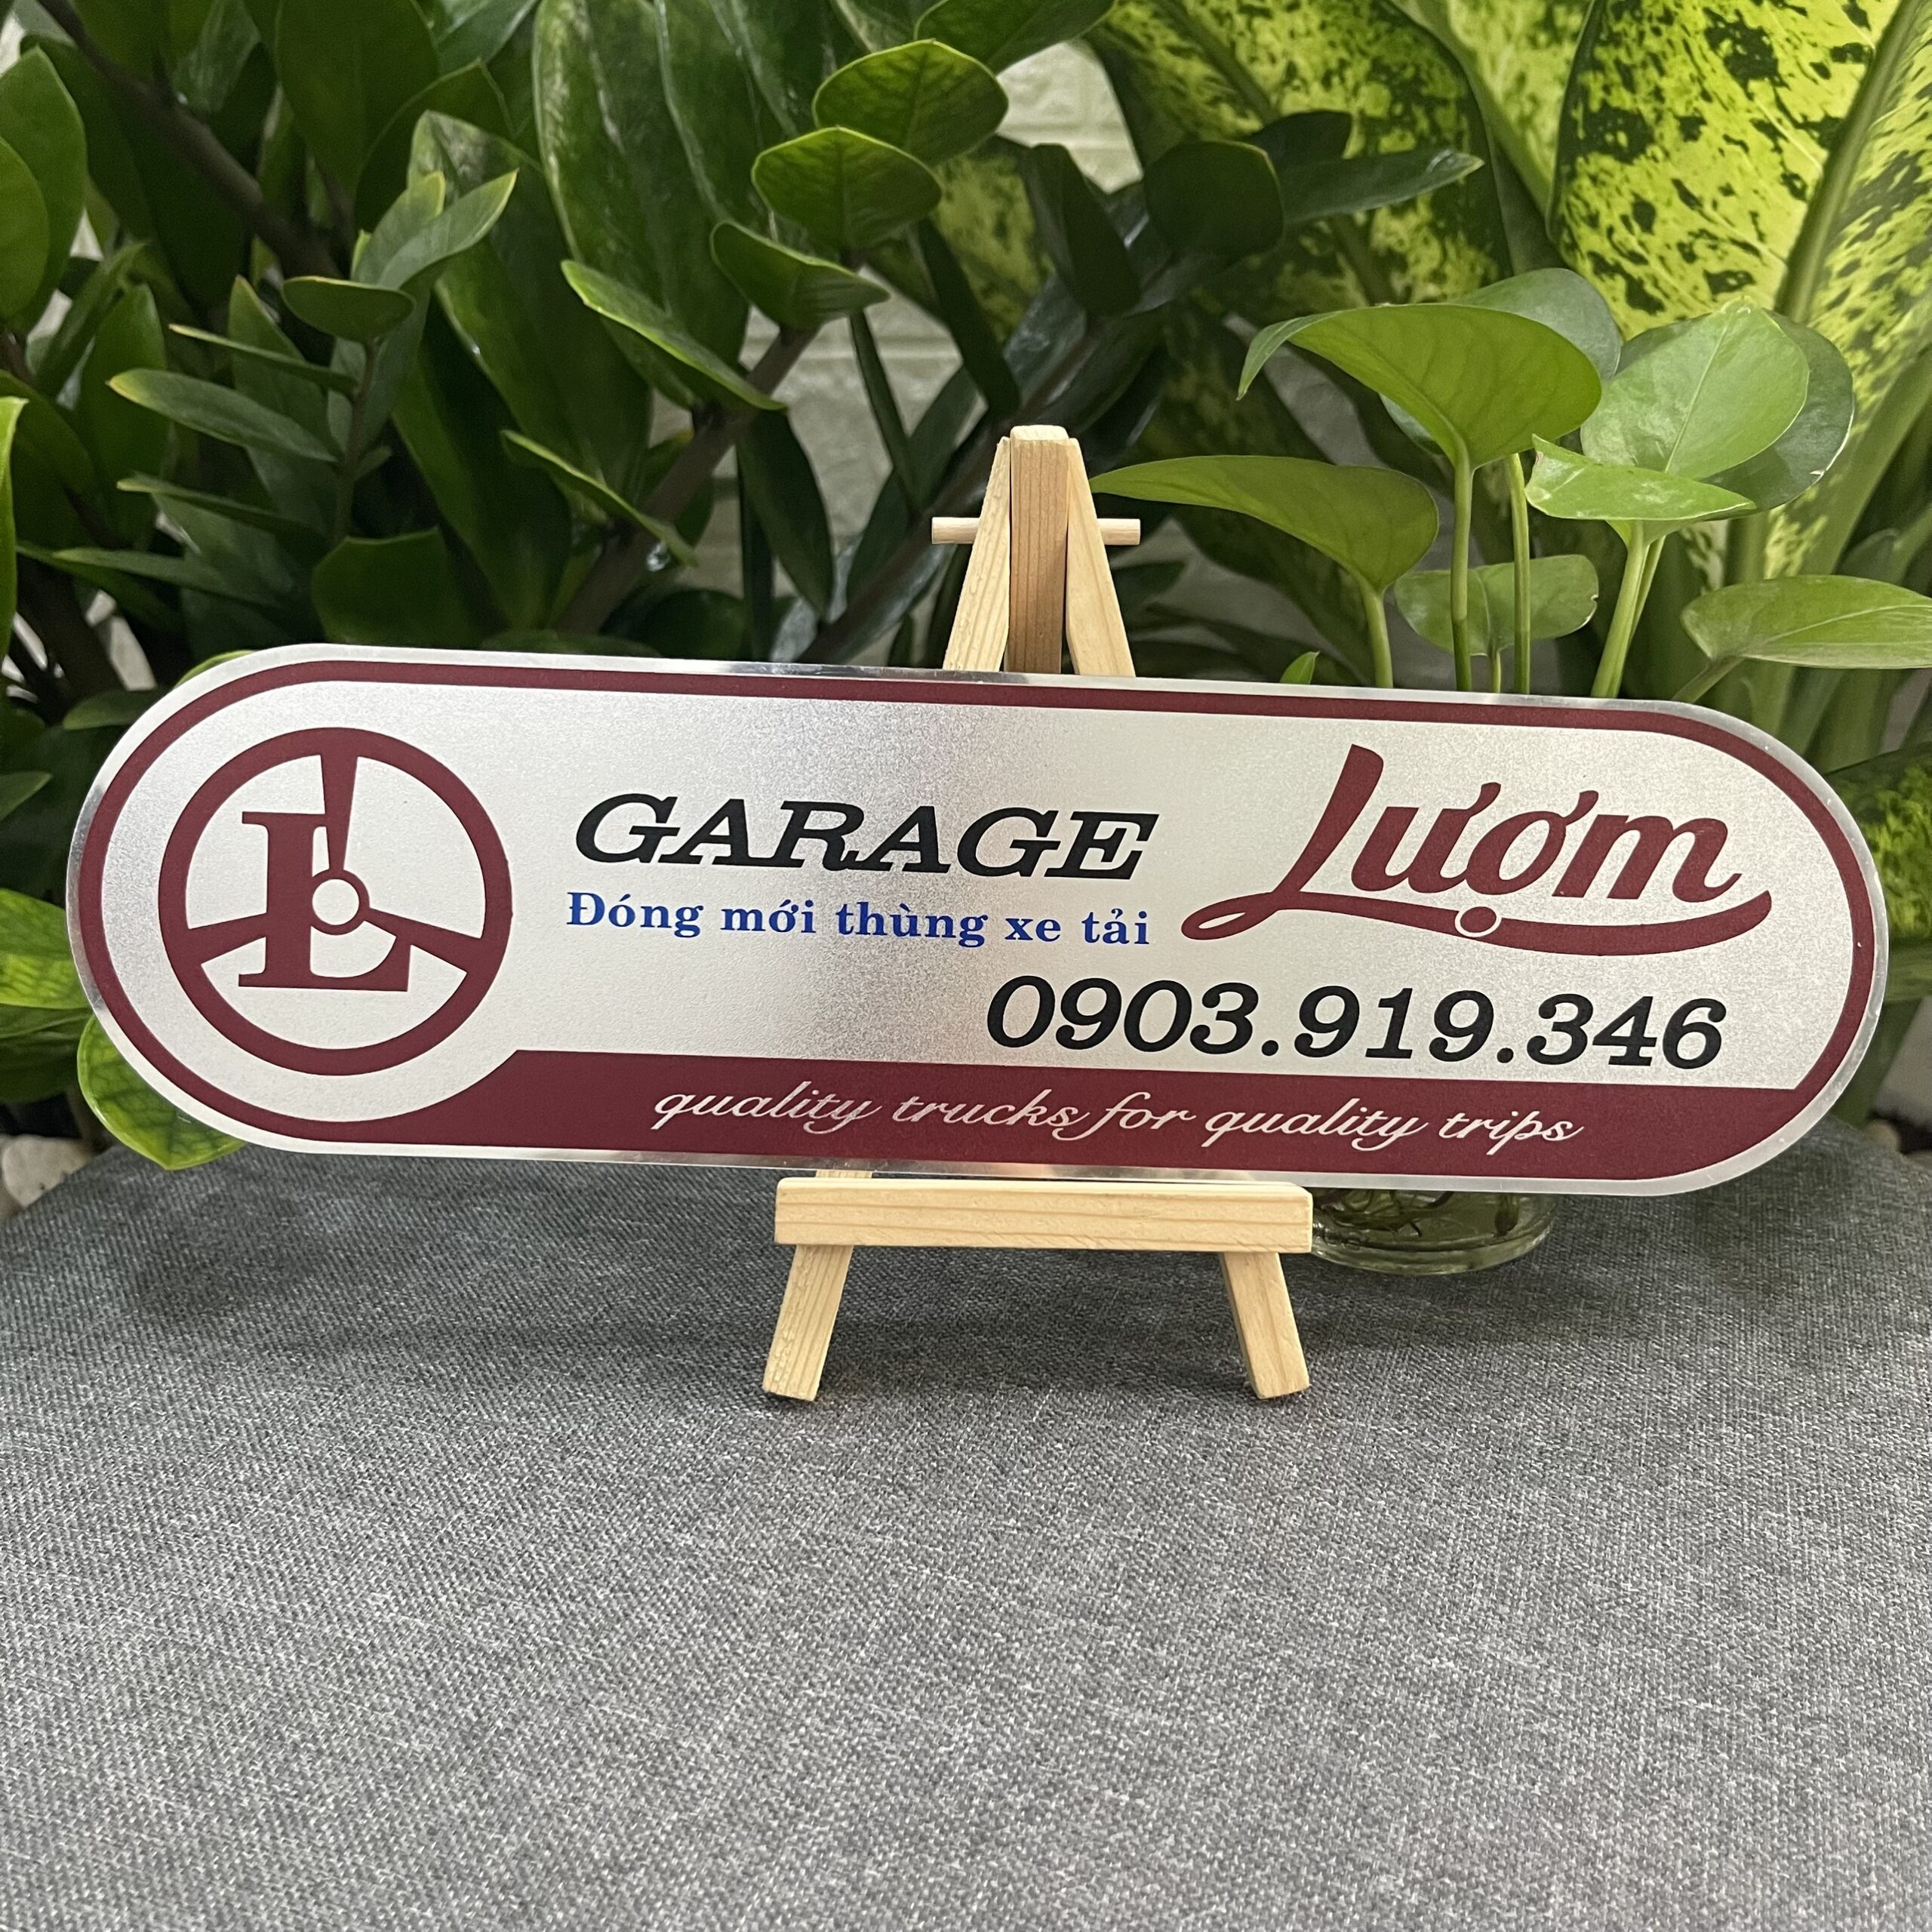 L
GARAGE Lượm
Đóng mới thùng xe tải
0903.919.346
quality trucks for quality trips